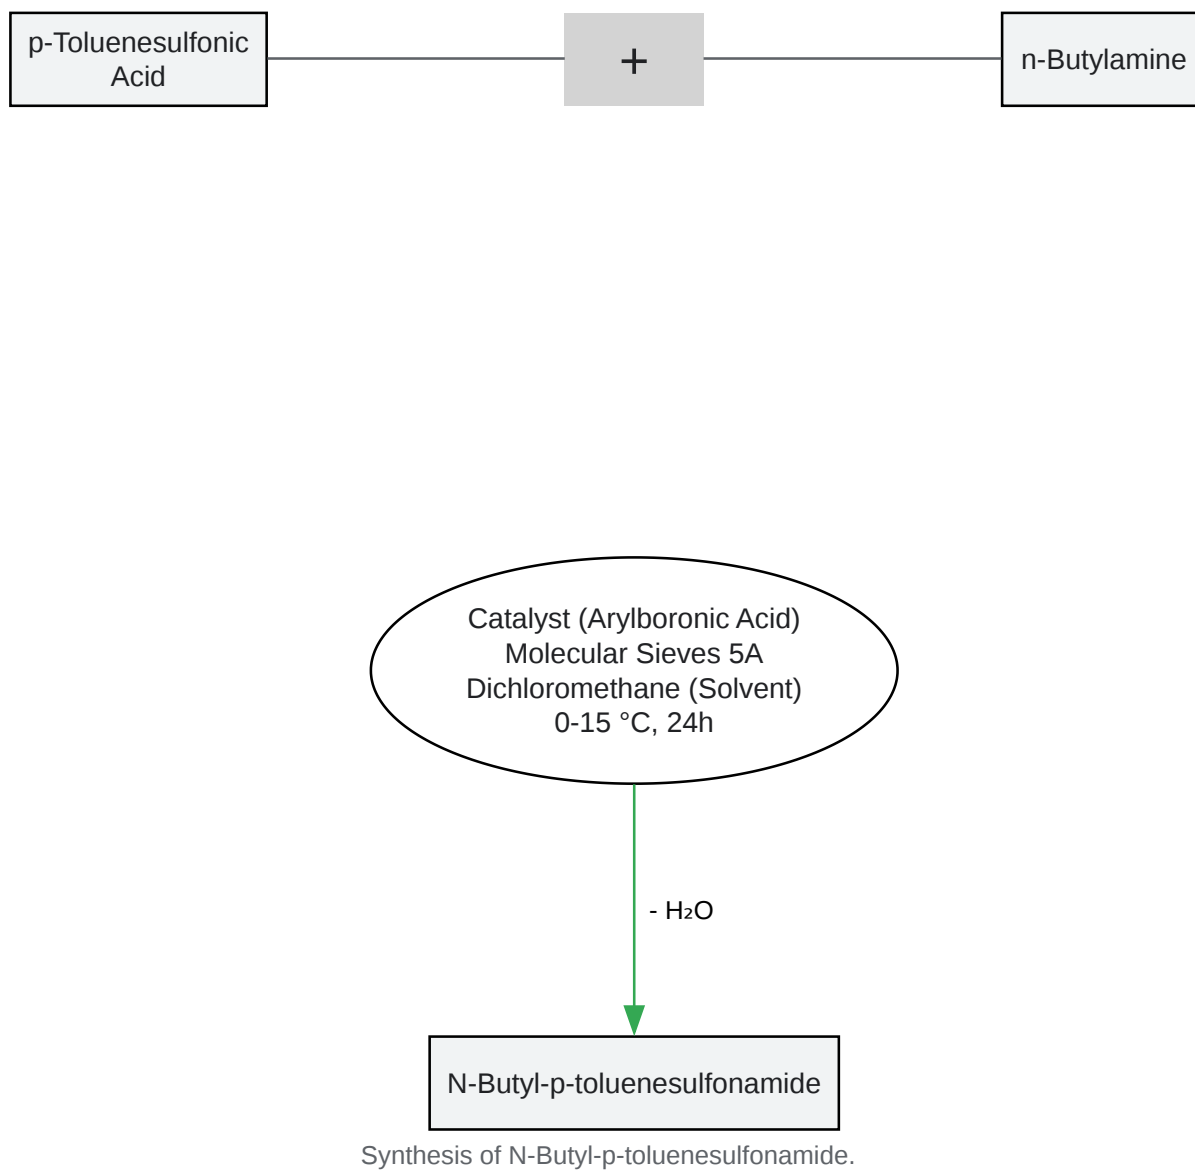 p-Toluenesulfonic
Acid
+
n-Butylamine
Catalyst (Arylboronic Acid)
Molecular Sieves 5A
Dichloromethane (Solvent)
0-15 °C, 24h
- H₂O
N-Butyl-p-toluenesulfonamide
Synthesis of N-Butyl-p-toluenesulfonamide.